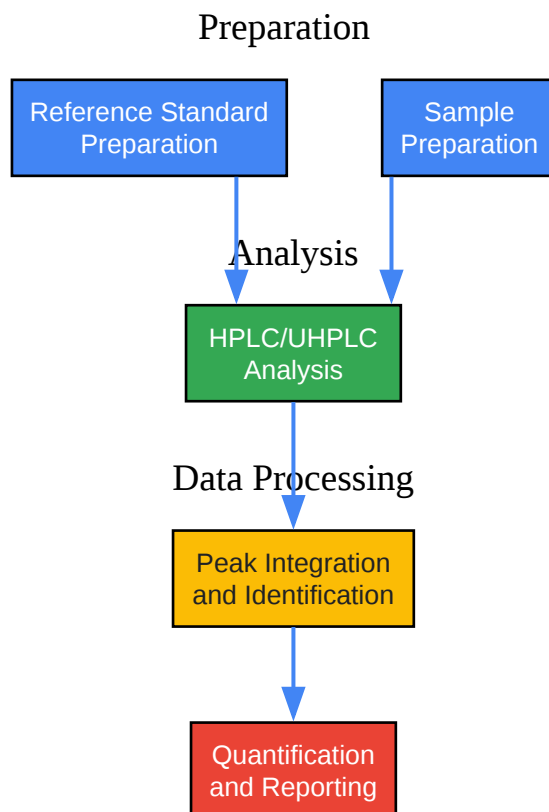 Preparation
Reference Standard
Preparation
Sample
Preparation
Analysis
HPLC/UHPLC
Analysis
Data Processing
Peak Integration
and Identification
Quantification
and Reporting